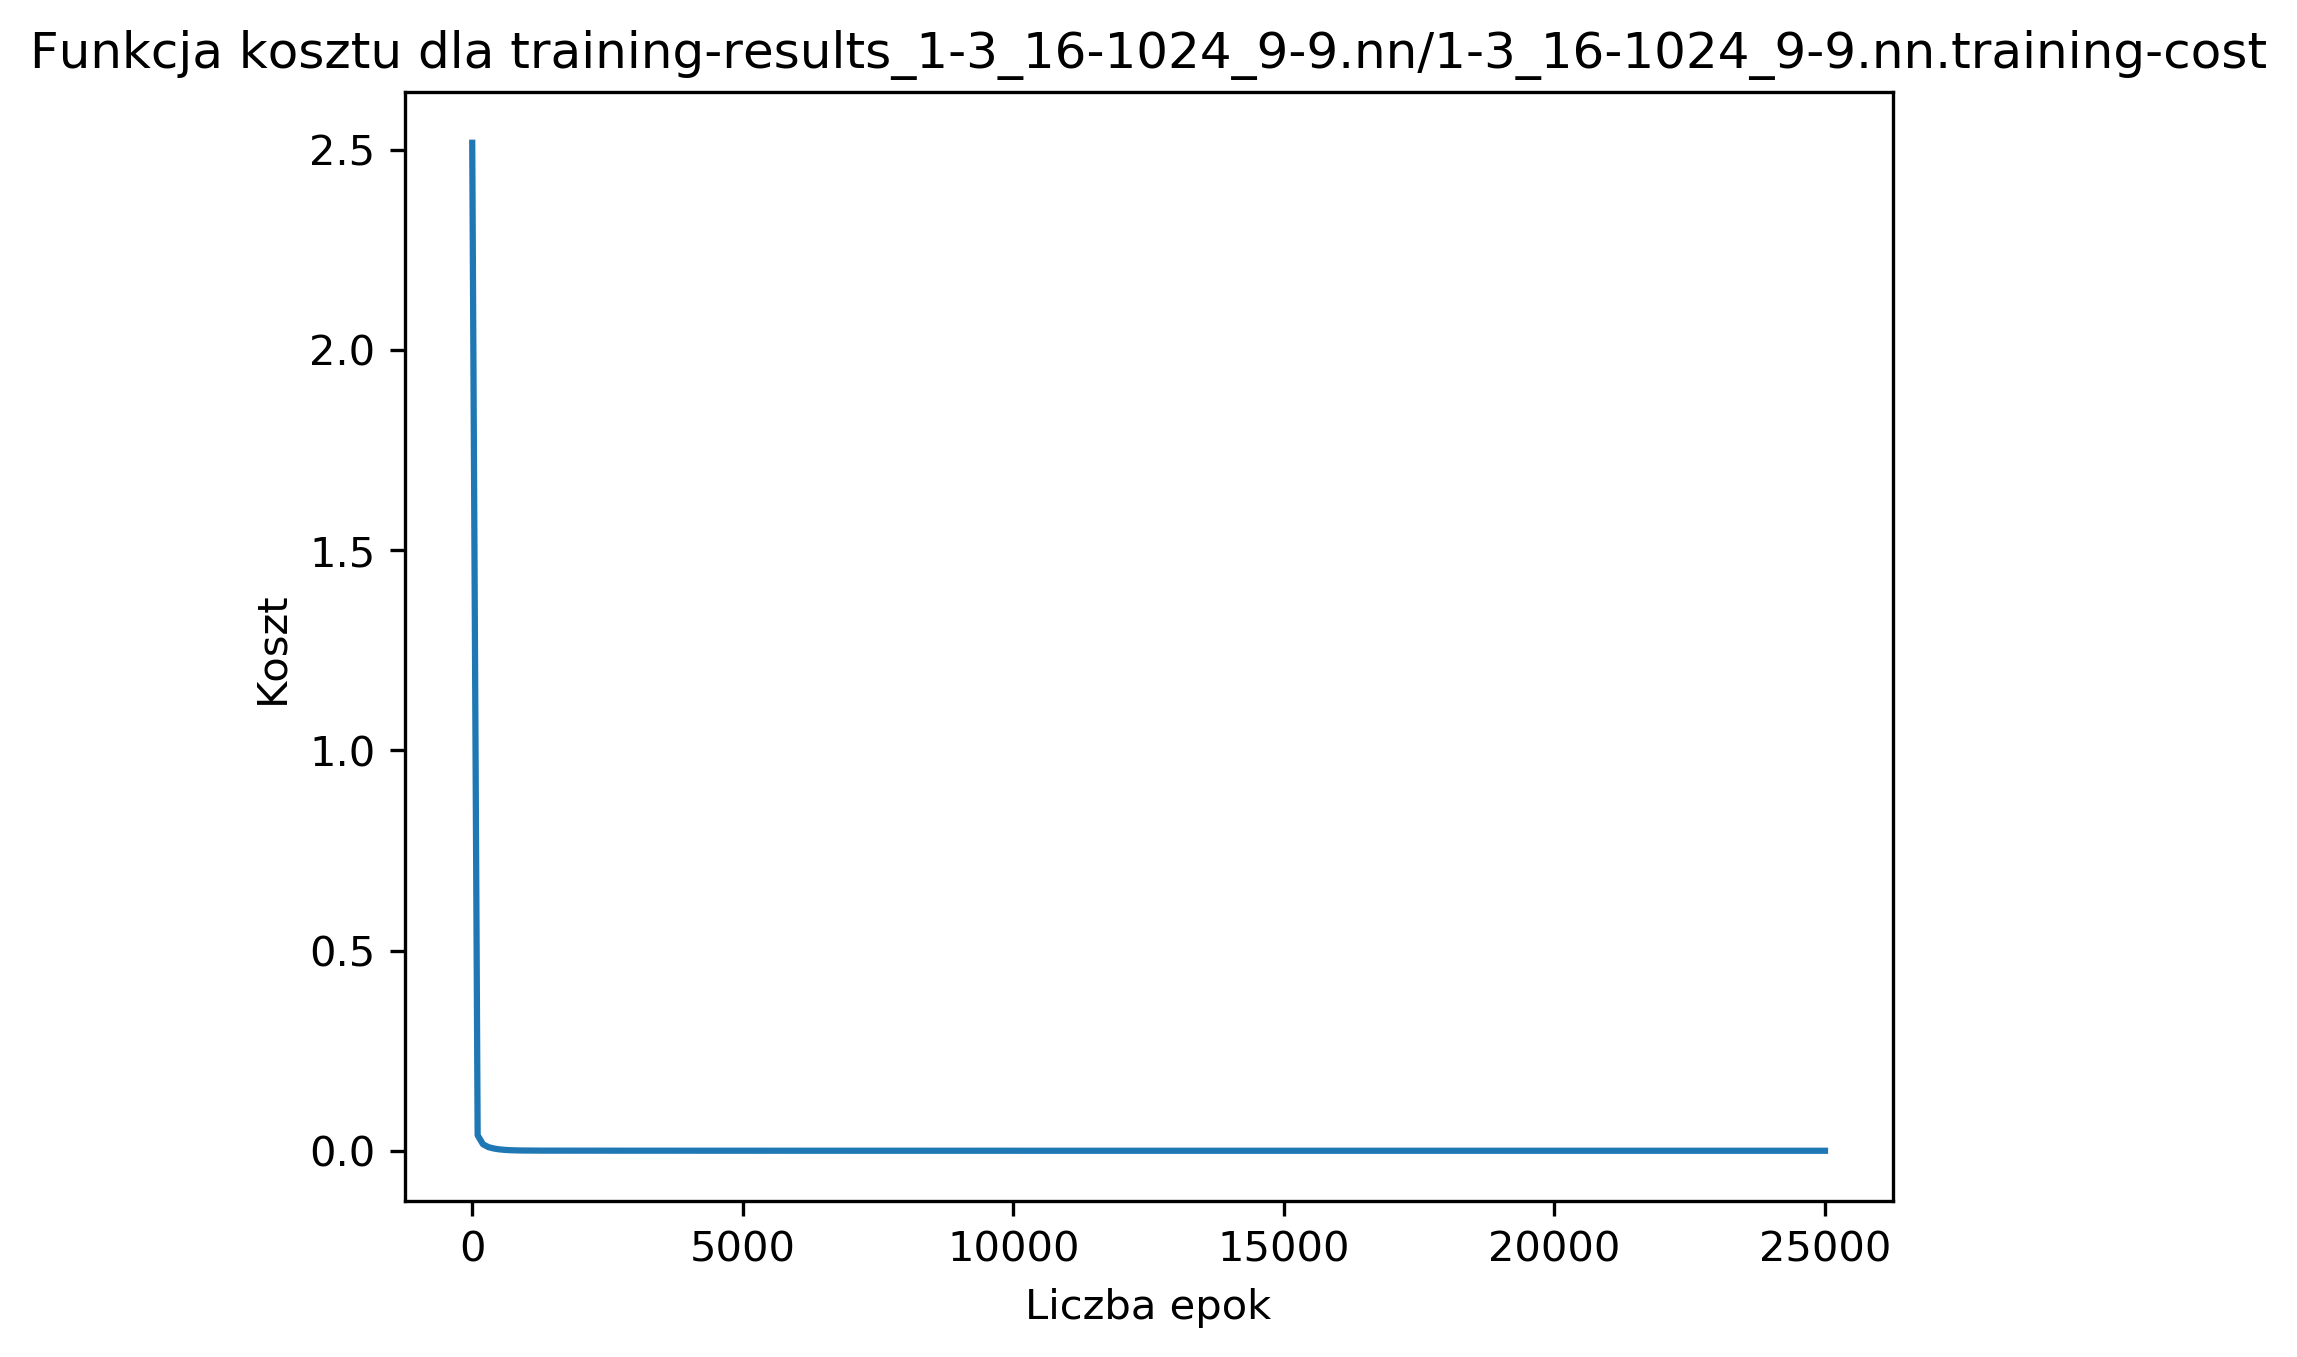 Funkcja kosztu dla training-results_1-3_16-1024_9-9.nn/1-3_16-1024_9-9.nn.training-cost
2.5
2.0
1.5
1.0
0.5
0.0
Koszt
0 5000 10000 15000 20000 25000
Liczba epok